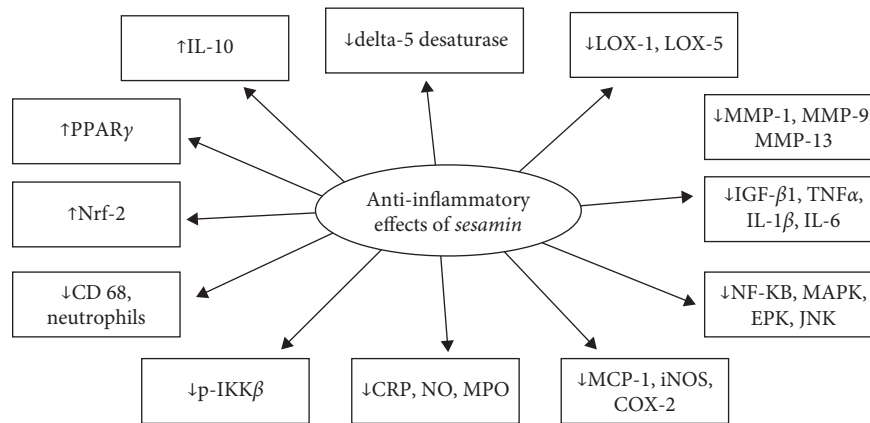 ↑IL-10
↓delta-5 desaturase
↓LOX-1, LOX-5
↑PPARγ
↓MMP-1, MMP-9
MMP-13
Anti-inflammatory
effects of sesamin
↑Nrf-2
↓IGF-β1, TNFα,
IL-1β, IL-6
↓CD 68,
neutrophils
↓NF-KB, MAPK,
EPK, JNK
↓p-IKKβ
↓CRP, NO, MPO
↓MCP-1, iNOS,
COX-2